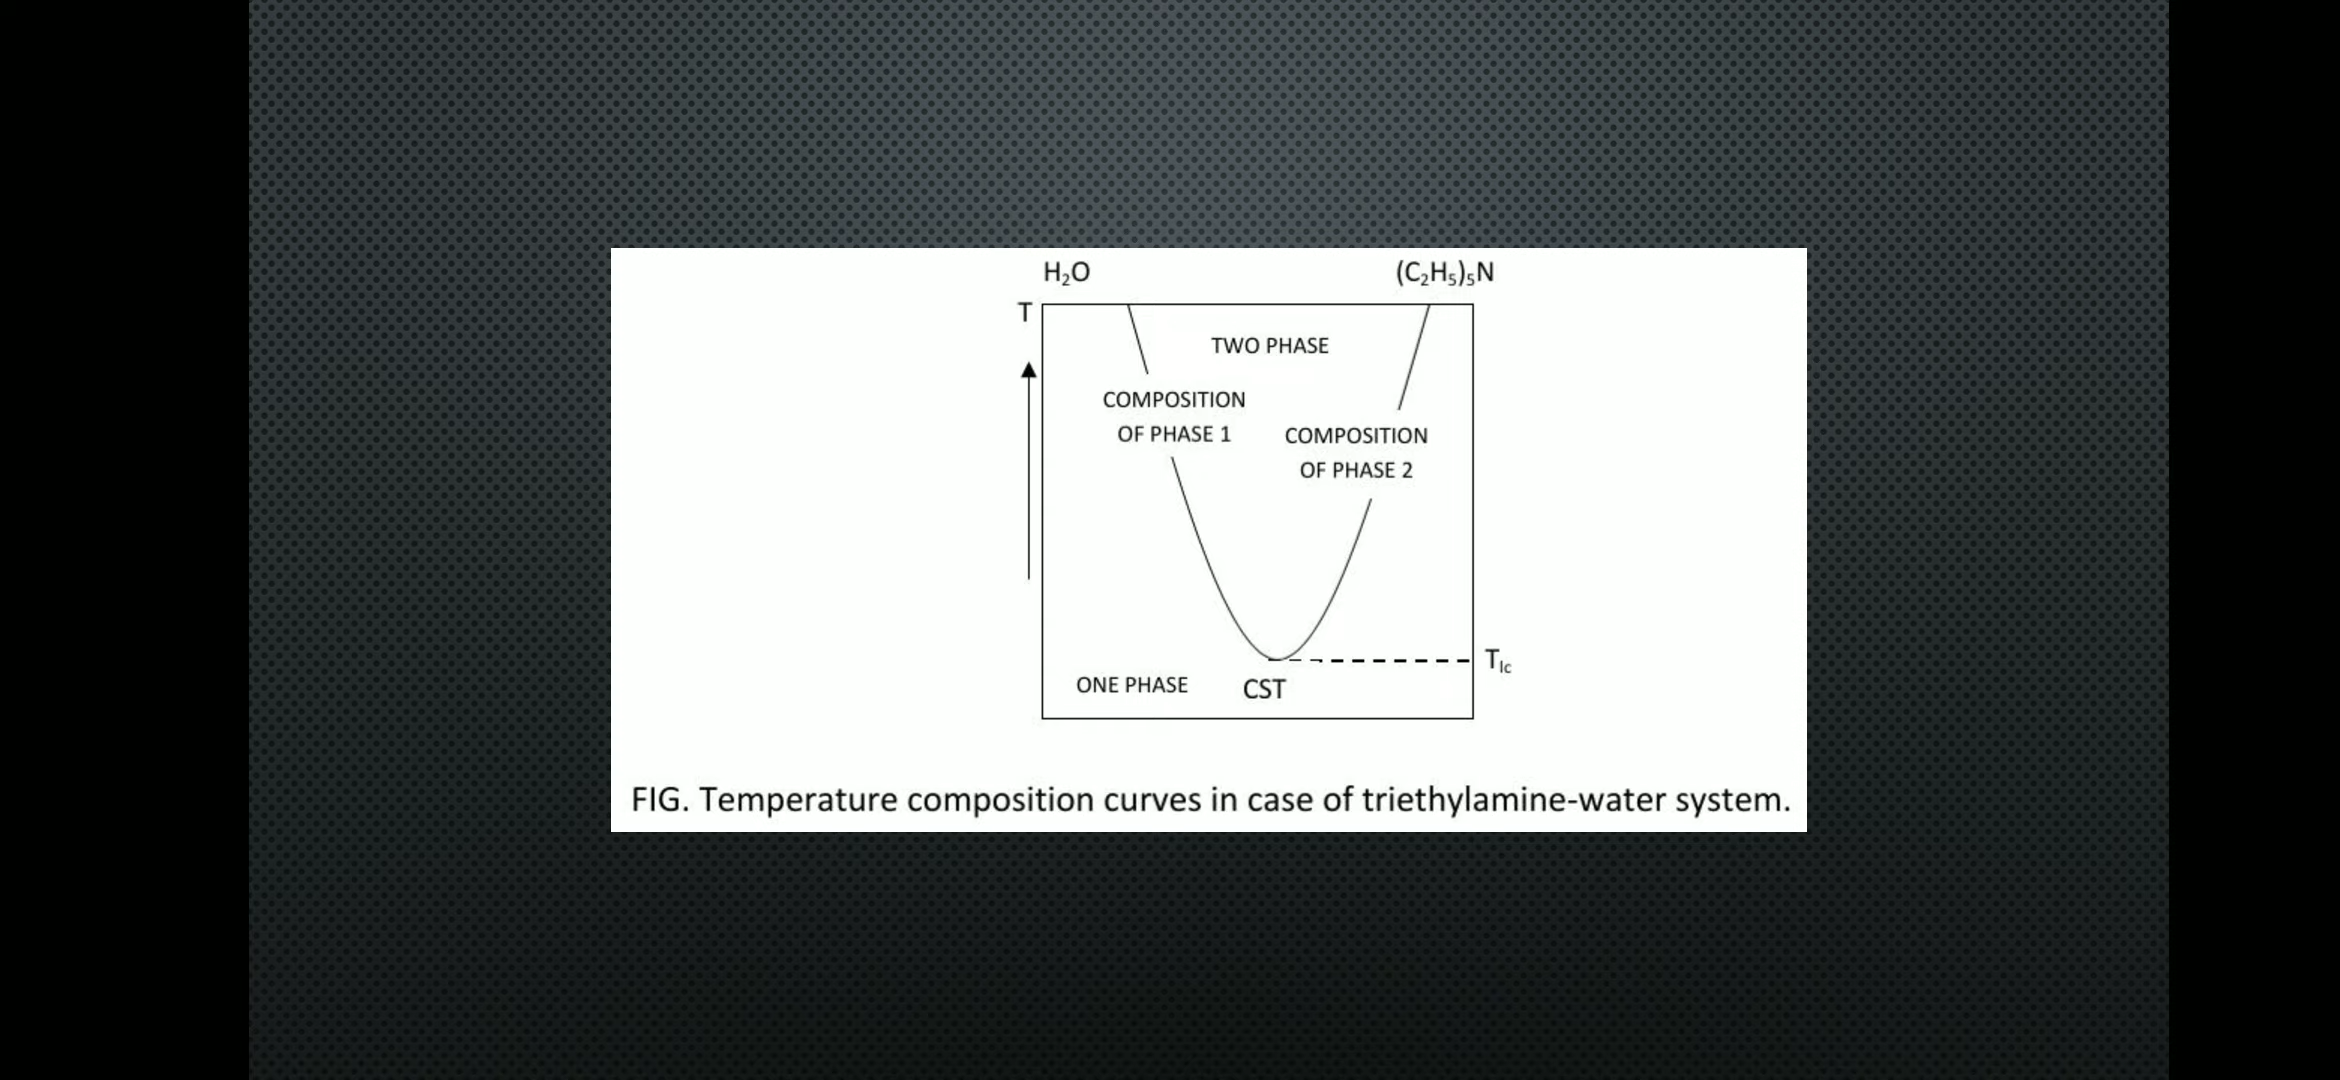 H₂O (C₂H₅)₅N
T
TWO PHASE
COMPOSITION
OF PHASE 1
COMPOSITION
OF PHASE 2
T_lc
ONE PHASE CST
FIG. Temperature composition curves in case of triethylamine-water system.